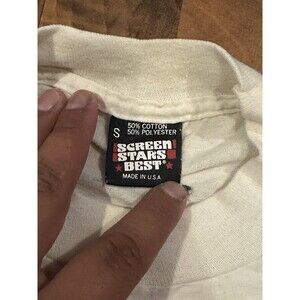 50% COTTON
S 50% POLYESTER
SCREEN
STARS
BEST
MADE IN U.S.A.